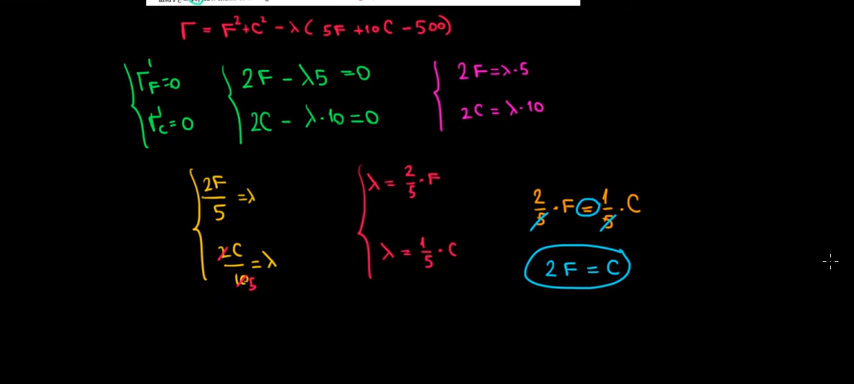 Γ = F² + C² - λ( 5F + 10C - 500)
Γ'F = 0
Γ'C = 0
2F - λ5 = 0
2C - λ·10 = 0
2F = λ·5
2C = λ·10
2F/5 = λ
2C/10 5 = λ
λ = 2/5 · F
λ = 1/5 · C
2/5 · F = 1/5 · C
2F = C